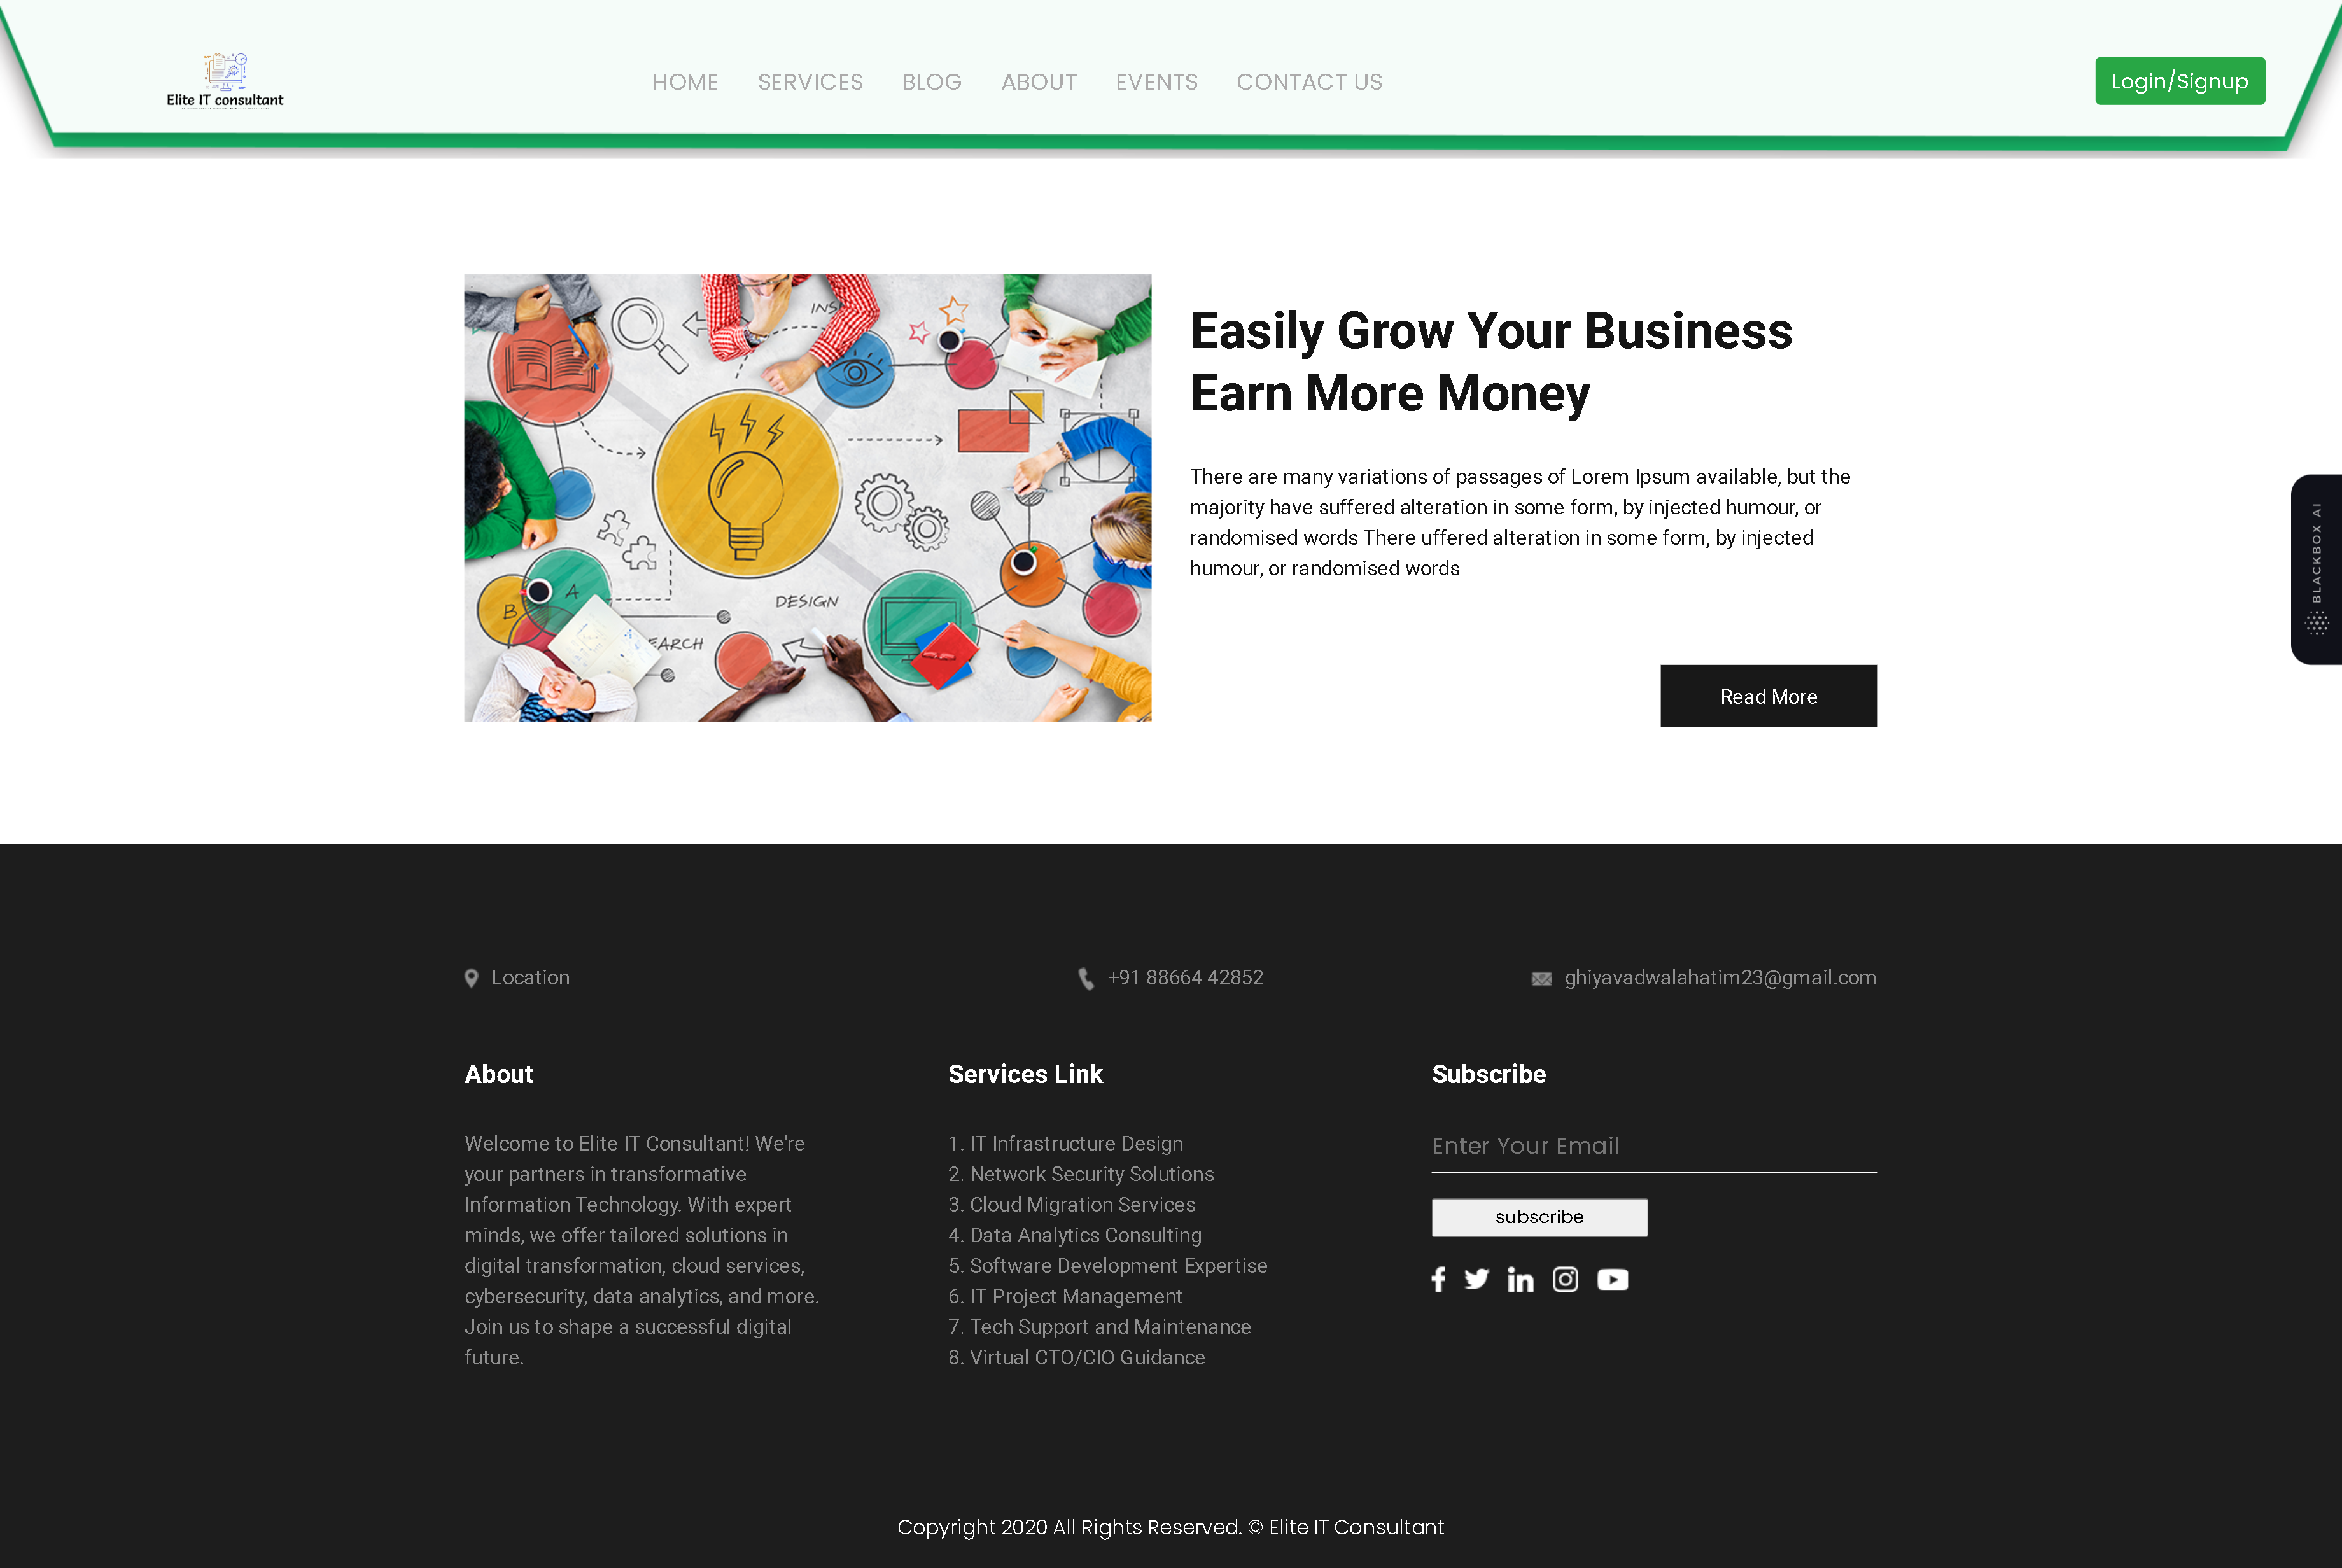 Elite IT consultant
HOME SERVICES BLOG ABOUT EVENTS CONTACT US
Login/Signup
INS
DESIGN
EARCH
A
B
Easily Grow Your Business
Earn More Money
There are many variations of passages of Lorem Ipsum available, but the
majority have suffered alteration in some form, by injected humour, or
randomised words There uffered alteration in some form, by injected
humour, or randomised words
Read More
BLACKBOX AI
Location
+91 88664 42852
ghiyavadwalahatim23@gmail.com
About
Welcome to Elite IT Consultant! We're
your partners in transformative
Information Technology. With expert
minds, we offer tailored solutions in
digital transformation, cloud services,
cybersecurity, data analytics, and more.
Join us to shape a successful digital
future.
Services Link
1. IT Infrastructure Design
2. Network Security Solutions
3. Cloud Migration Services
4. Data Analytics Consulting
5. Software Development Expertise
6. IT Project Management
7. Tech Support and Maintenance
8. Virtual CTO/CIO Guidance
Subscribe
Enter Your Email
subscribe
Copyright 2020 All Rights Reserved. © Elite IT Consultant